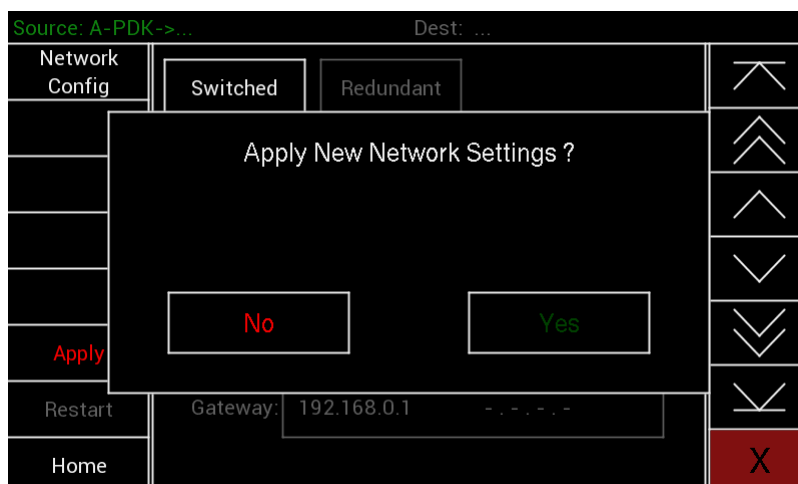 Source: A-PDK->... Dest: ...
Network
Config
Switched Redundant
Apply New Network Settings ?
No Yes
Apply
Restart Gateway: 192.168.0.1 -.-.-.-
Home X